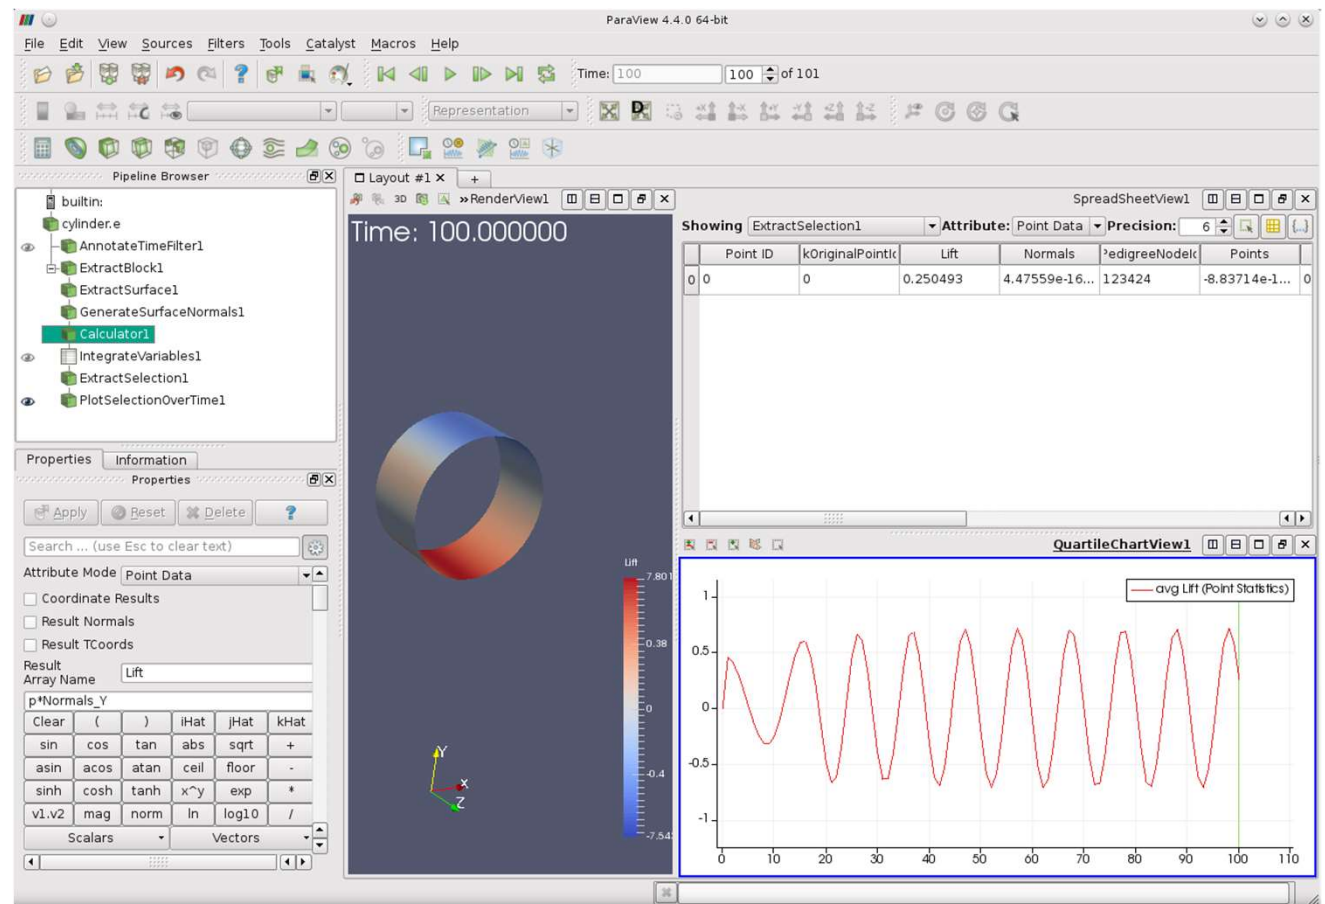 ParaView 4.4.0 64-bit
File Edit View Sources Filters Tools Catalyst Macros Help
Time: 100 100 of 101
Representation
Pipeline Browser
builtin:
cylinder.e
AnnotateTimeFilter1
ExtractBlock1
ExtractSurface1
GenerateSurfaceNormals1
Calculator1
IntegrateVariables1
ExtractSelection1
PlotSelectionOverTime1
Properties Information
Properties
Apply Reset Delete ?
Search ... (use Esc to clear text)
Attribute Mode Point Data
Coordinate Results
Result Normals
Result TCoords
Result
Array Name Lift
p*Normals_Y
Clear ( ) iHat jHat kHat
sin cos tan abs sqrt +
asin acos atan ceil floor -
sinh cosh tanh x^y exp *
v1.v2 mag norm ln log10 /
Scalars Vectors
Layout #1 × +
3D »RenderView1
Time: 100.000000
Lift
7.801
0.38
0
-0.4
-7.543
Y
X
Z
SpreadSheetView1
Showing ExtractSelection1 Attribute: Point Data Precision: 6
Point ID kOriginalPointIc Lift Normals PedigreeNodeIc Points
0 0 0 0.250493 4.47559e-16... 123424 -8.83714e-1... 0
QuartileChartView1
avg Lift (Point Statistics)
1
0.5
0
-0.5
-1
0 10 20 30 40 50 60 70 80 90 100 110